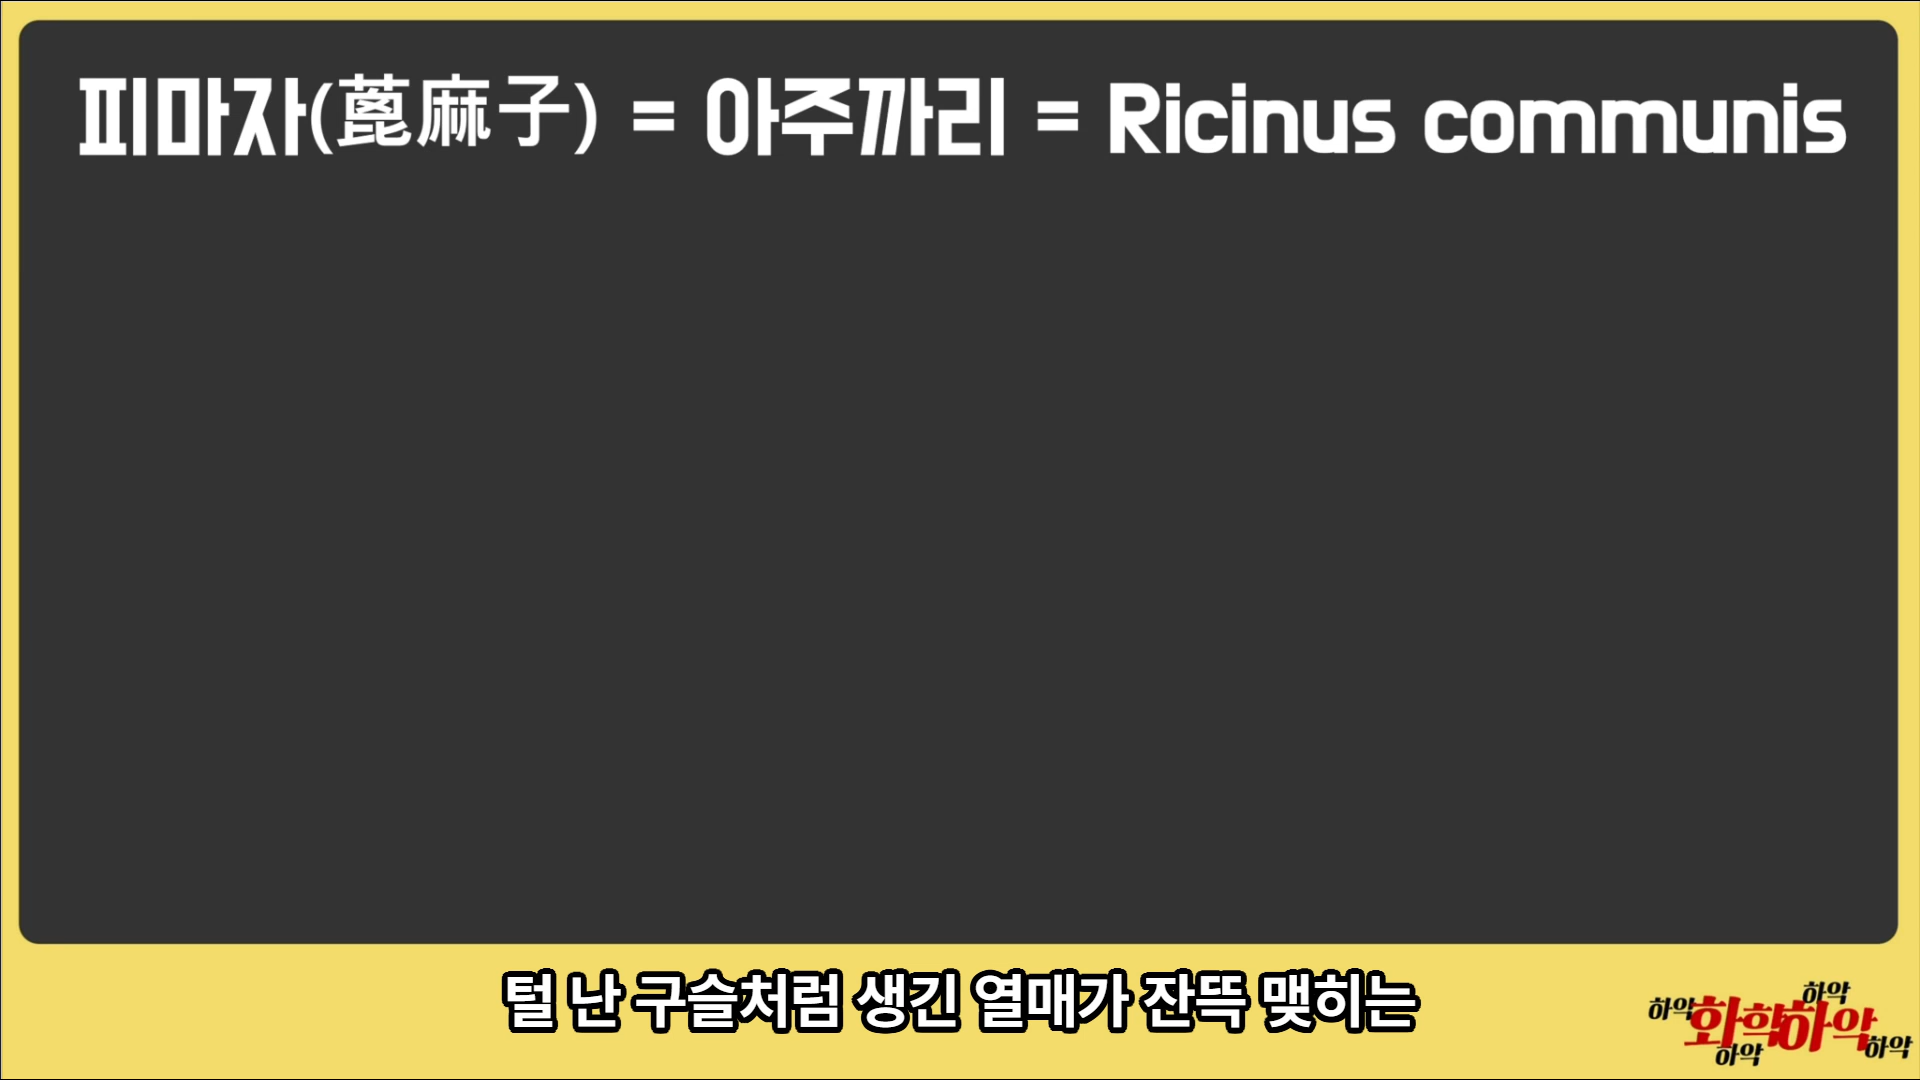 피마자(蓖麻子) = 아주까리 = Ricinus communis
털 난 구슬처럼 생긴 열매가 잔뜩 맺히는
하악
하악
화학하악
하악
하악